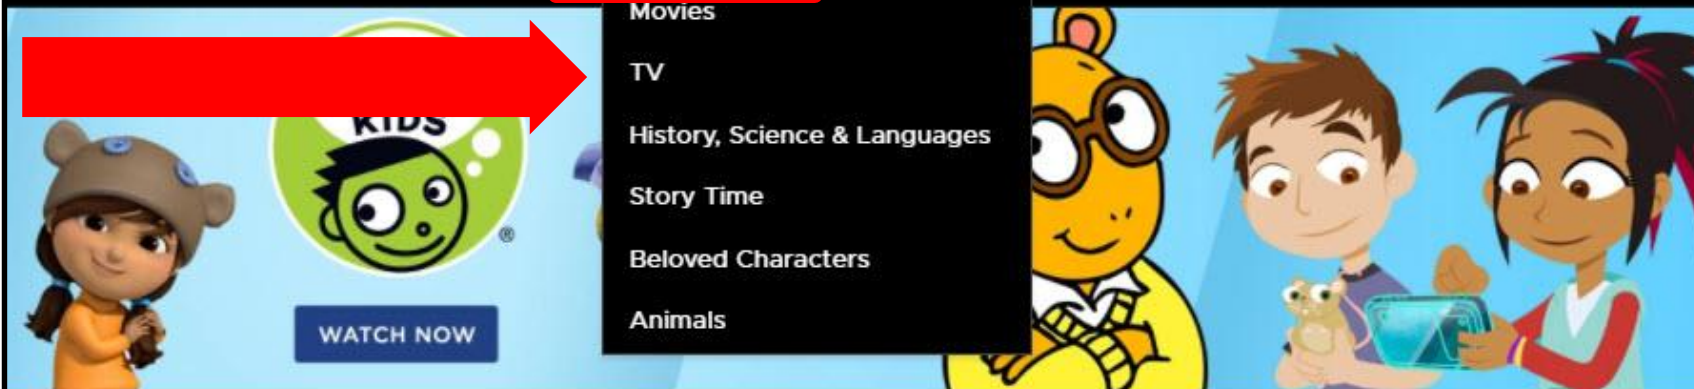 Movies
TV
History, Science & Languages
Story Time
Beloved Characters
Animals
KIDS
®
WATCH NOW